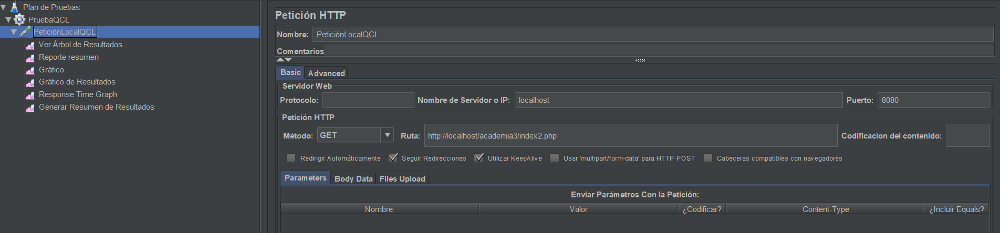 Plan de Pruebas
PruebaQCL
PeticiónLocalQCL
Ver Árbol de Resultados
Reporte resumen
Gráfico
Gráfico de Resultados
Response Time Graph
Generar Resumen de Resultados
Petición HTTP
Nombre: PeticiónLocalQCL
Comentarios
Basic Advanced
Servidor Web
Protocolo: Nombre de Servidor o IP: localhost Puerto: 8080
Petición HTTP
Método: GET Ruta: http://localhost/academia3/index2.php Codificacion del contenido:
Redirigir Automáticamente Seguir Redirecciones Utilizar KeepAlive Usar 'multipart/form-data' para HTTP POST Cabeceras compatibles con navegadores
Parameters Body Data Files Upload
Enviar Parámetros Con la Petición:
Nombre: Valor ¿Codificar? Content-Type ¿Incluir Equals?